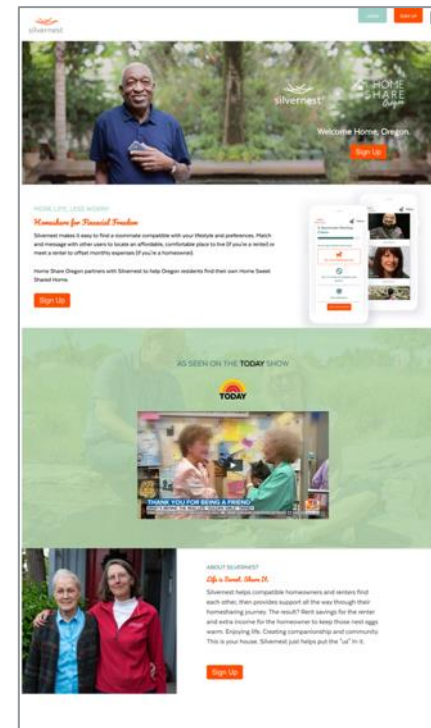 silvernest
Sign Up
silvernest
HOME
SHARE
Oregon
Welcome Home, Oregon.
Sign Up
Homeshare for Financial Freedom
Silvernest makes it easy to find a roommate compatible with your lifestyle and preferences. Match
and message with other users to locate an affordable, comfortable place to live (if you're a renter) or
meet a renter to offset monthly expenses (if you're a homeowner).
Home Share Oregon partners with Silvernest to help Oregon residents find their own Home Sweet
Shared Home.
Sign Up
AS SEEN ON THE TODAY SHOW
TODAY
THANK YOU FOR BEING A FRIEND
ABOUT SILVERNEST
Life is Sweet. Share It.
Silvernest helps compatible homeowners and renters find
each other, then provides support all the way through their
homesharing journey. The result? Rent savings for the renter
and extra income for the homeowner to keep those nest eggs
warm. Enjoying life. Creating companionship and community.
This is your house. Silvernest just helps put the "us" in it.
Sign Up